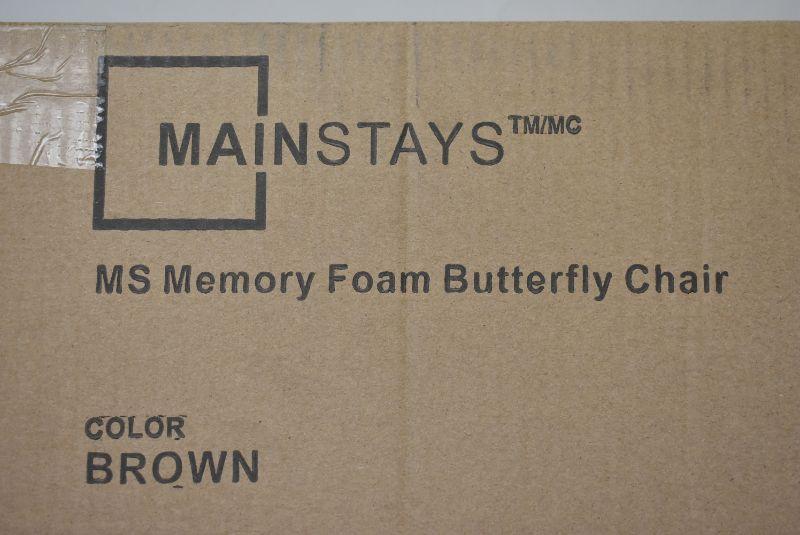 MAINSTAYS™/MC
MS Memory Foam Butterfly Chair
COLOR
BROWN